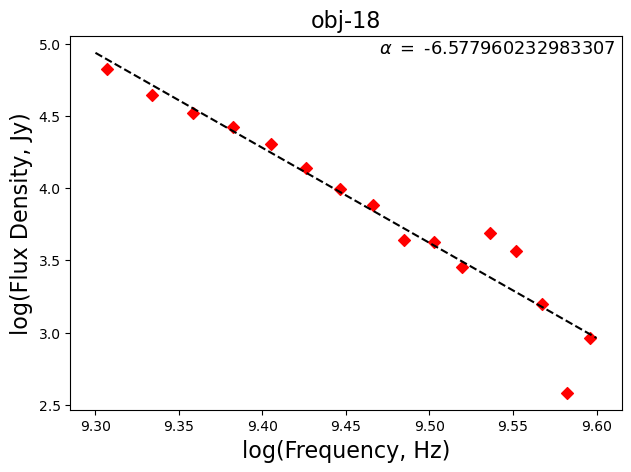 obj-18
α = -6.577960232983307
5.0
4.5
4.0
3.5
3.0
2.5
log(Flux Density, Jy)
9.30 9.35 9.40 9.45 9.50 9.55 9.60
log(Frequency, Hz)